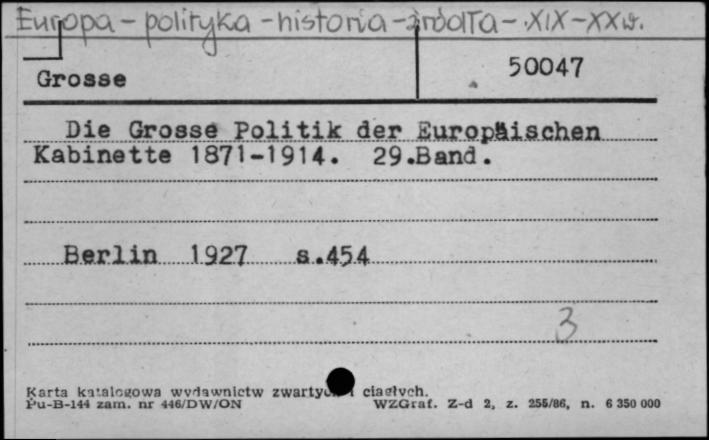 Europa - polityka - historia - źródła - XIX - XX w.
Grosse
50047
Die Grosse Politik der Europäischen
Kabinette 1871-1914. 29.Band.
Berlin 1927 s.454
3
Karta katalogowa wydawnictw i ciągłych.
Pu-B-144 zam. nr 446/DW/ON WZGraf. Z-d 2, z. 255/86, n. 6 350 000